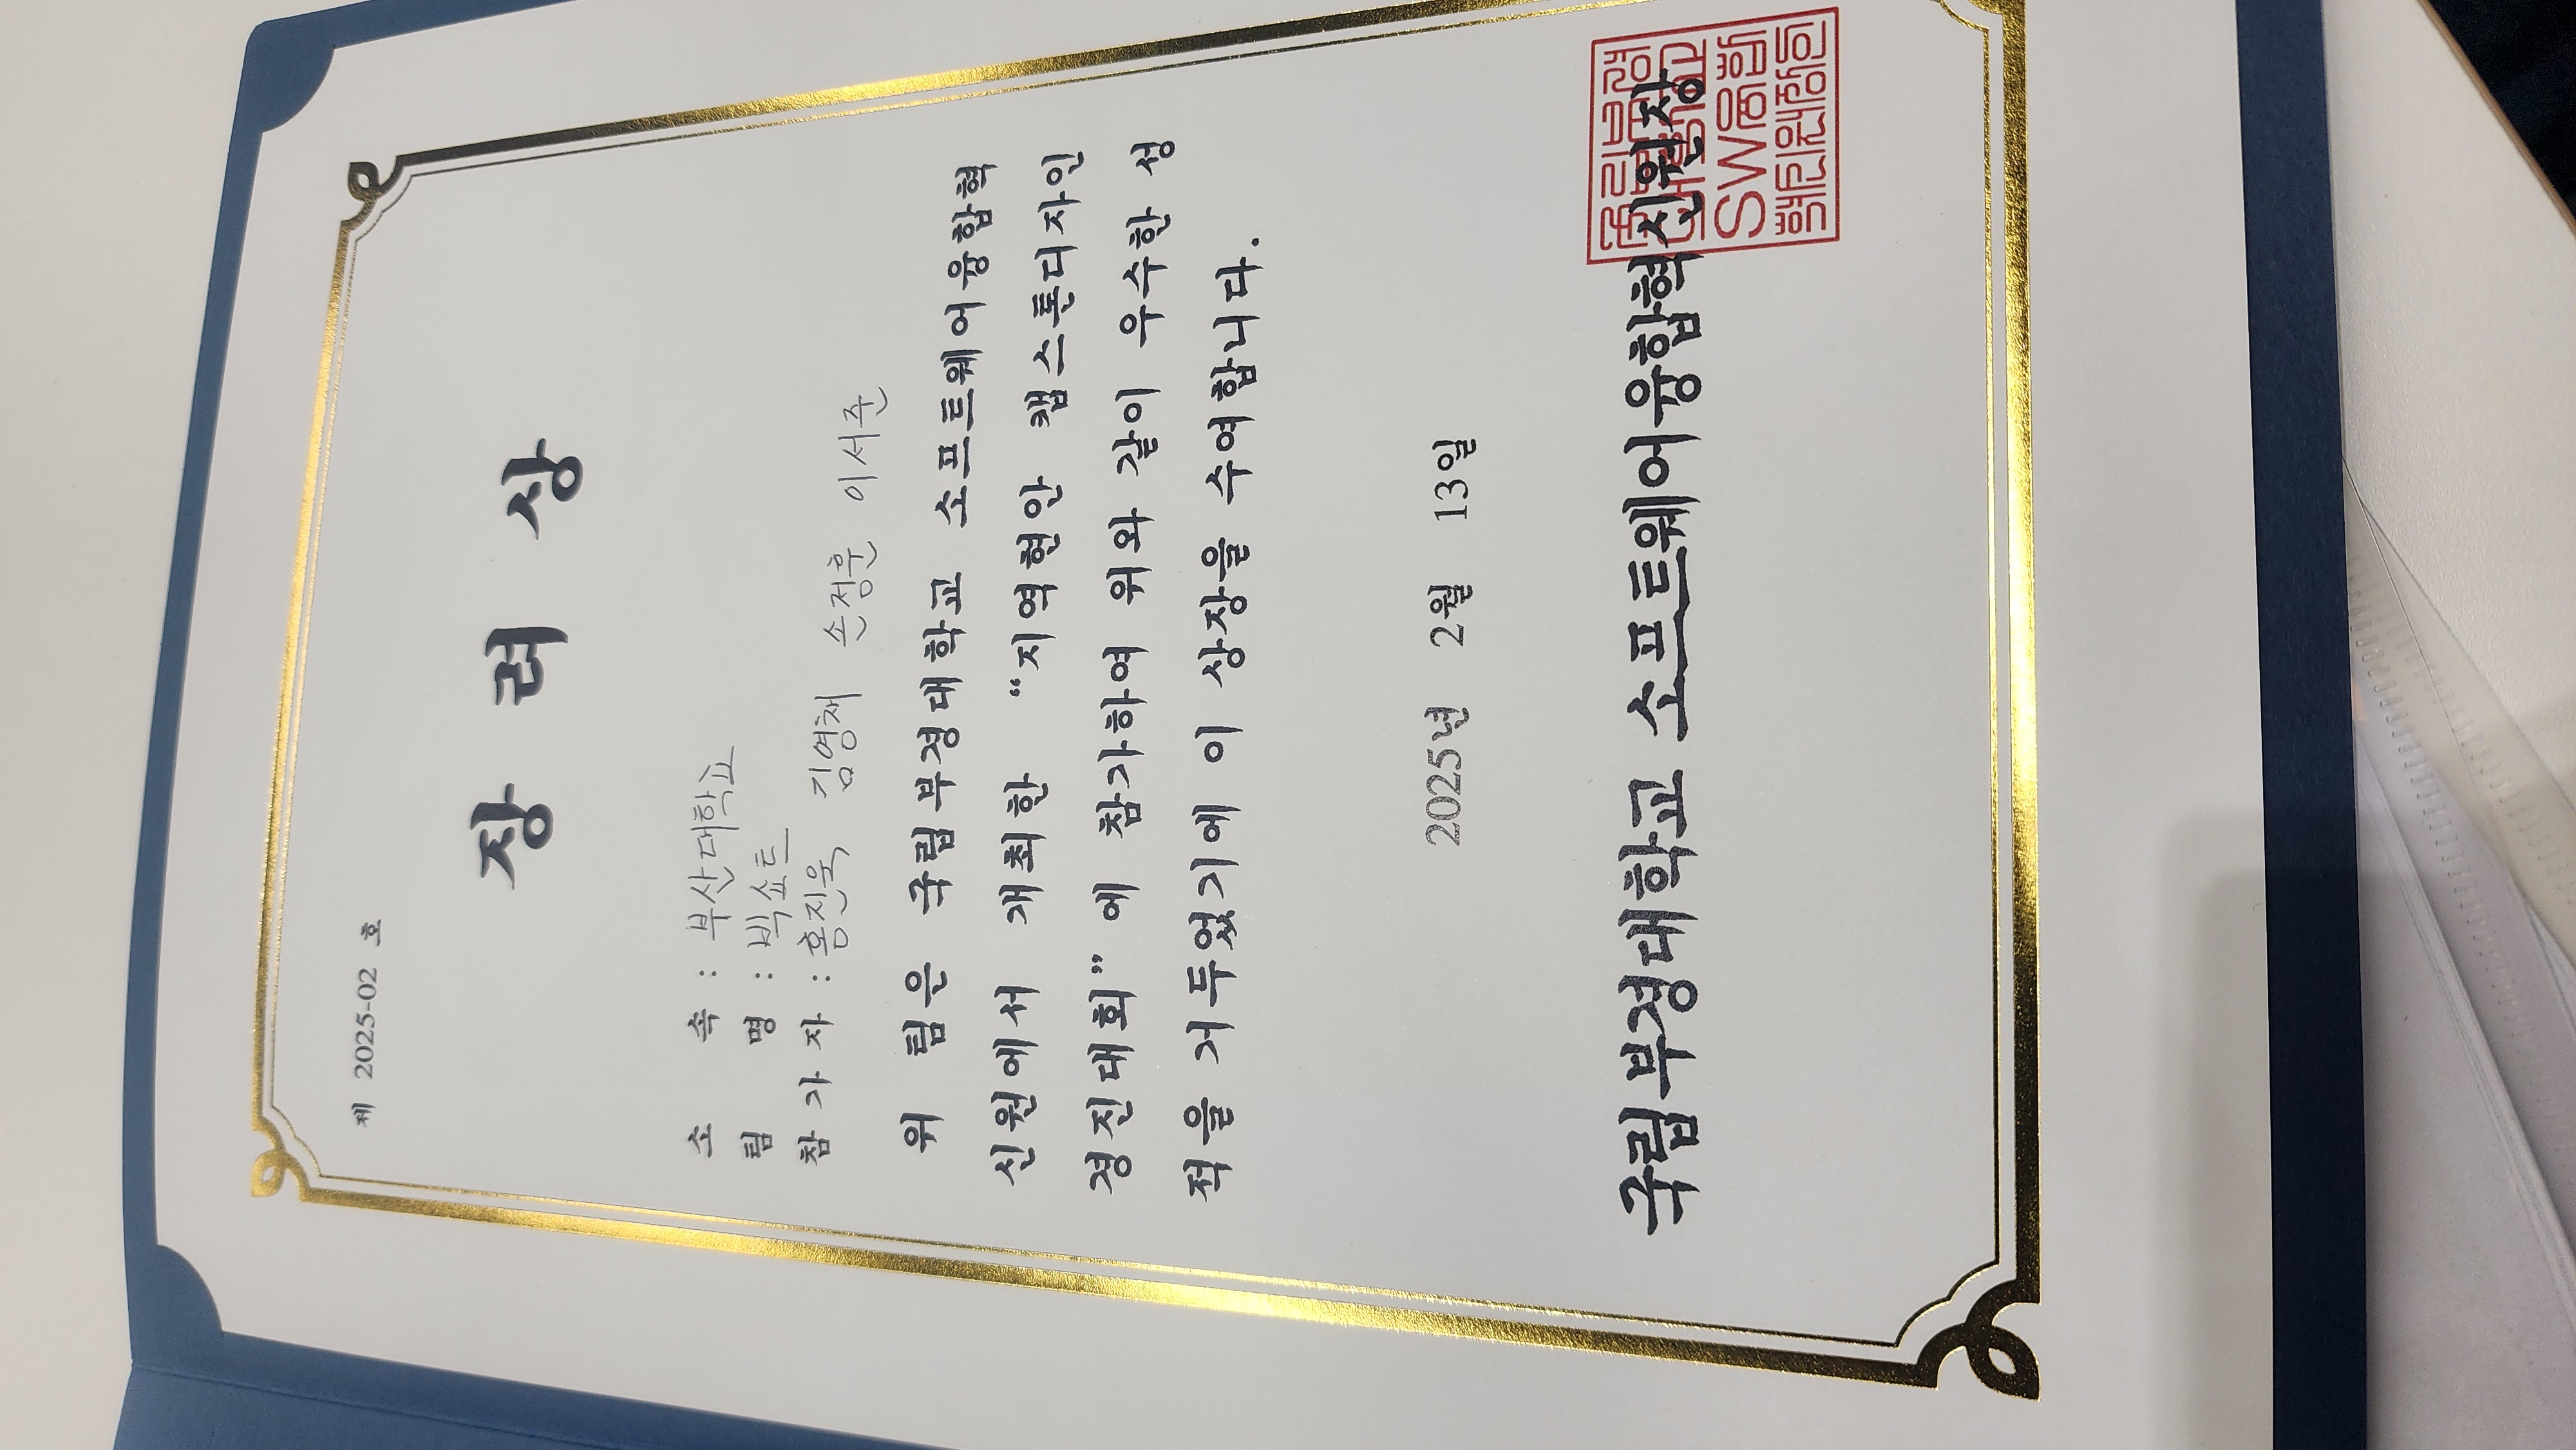 제 2025-02 호
장 려 상
소 속 : 부산대학교
팀 명 : 빅쇼트
참 가 자 : 홍진욱 김영채 손정훈 이서준
위 팀은 국립부경대학교 소프트웨어융합혁
신원에서 개최한 “지역현안 캡스톤디자인
경진대회” 에 참가하여 위와 같이 우수한 성
적을 거두었기에 이 상장을 수여합니다.
2025년 2월 13일
국립부경대학교 소프트웨어융합혁신원장
국립부경
대학교
SW융합
혁신원장인